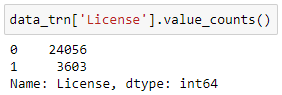 data_trn['License'].value_counts()
0    24056
1     3603
Name: License, dtype: int64